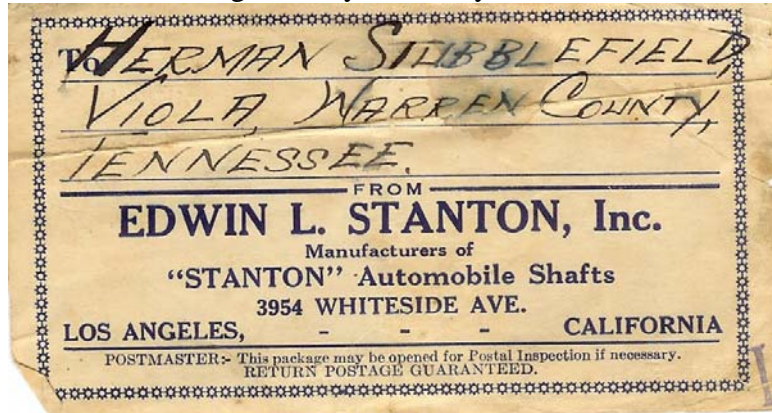 To HERMAN STUBBLEFIELD,
VIOLA, WARREN COUNTY,
TENNESSEE.
FROM
EDWIN L. STANTON, Inc.
Manufacturers of
“STANTON” Automobile Shafts
3954 WHITESIDE AVE.
LOS ANGELES, - - - CALIFORNIA
POSTMASTER:- This package may be opened for Postal Inspection if necessary.
RETURN POSTAGE GUARANTEED.